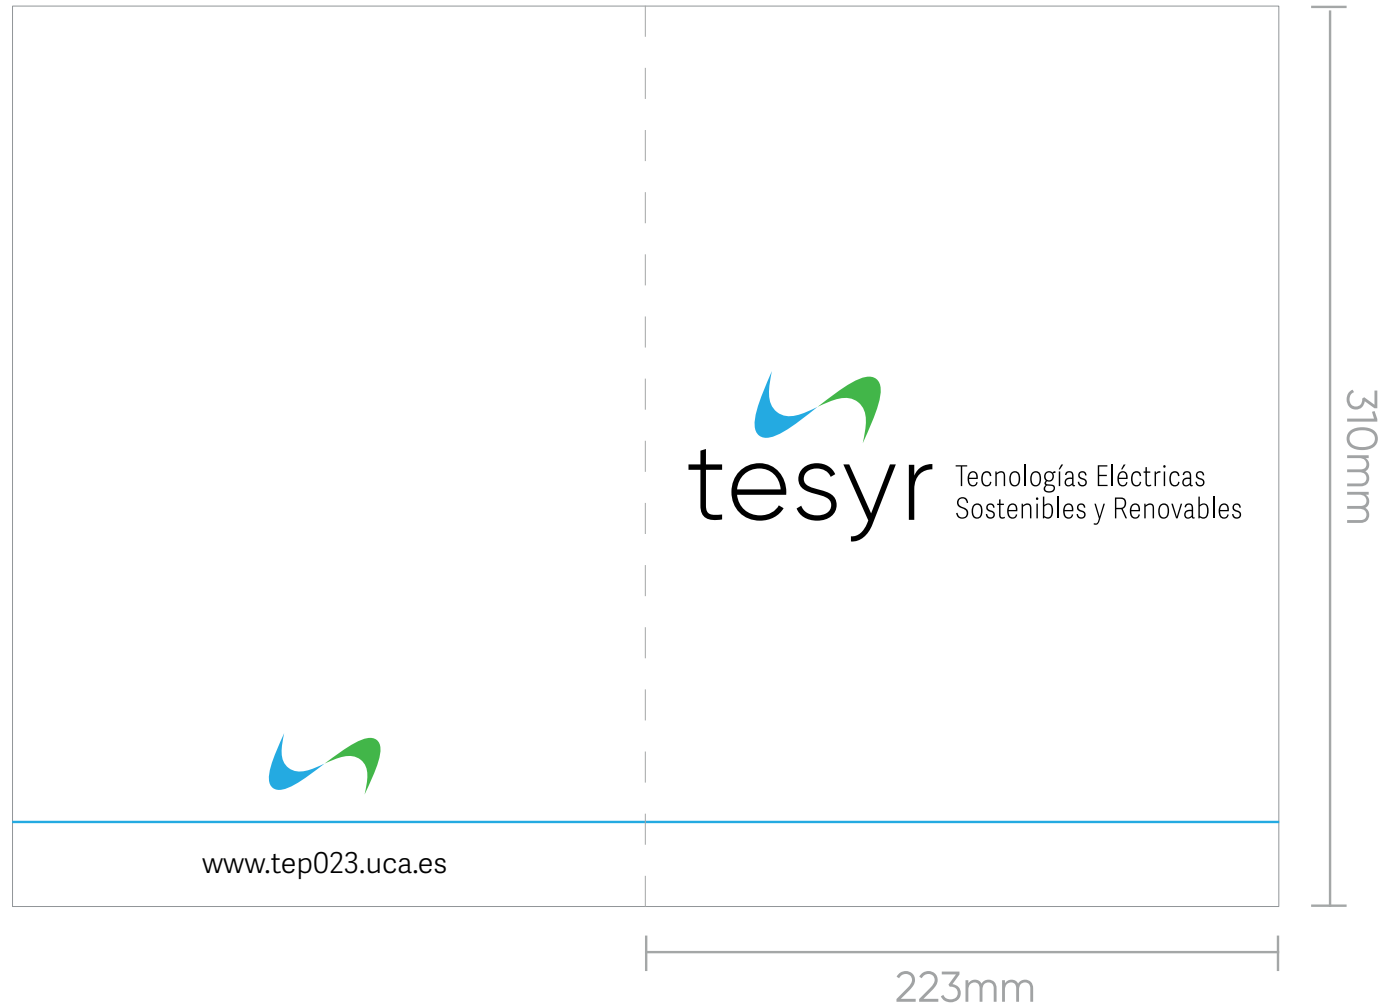 tesyr
Tecnologías Eléctricas
Sostenibles y Renovables
310mm
www.tep023.uca.es
223mm